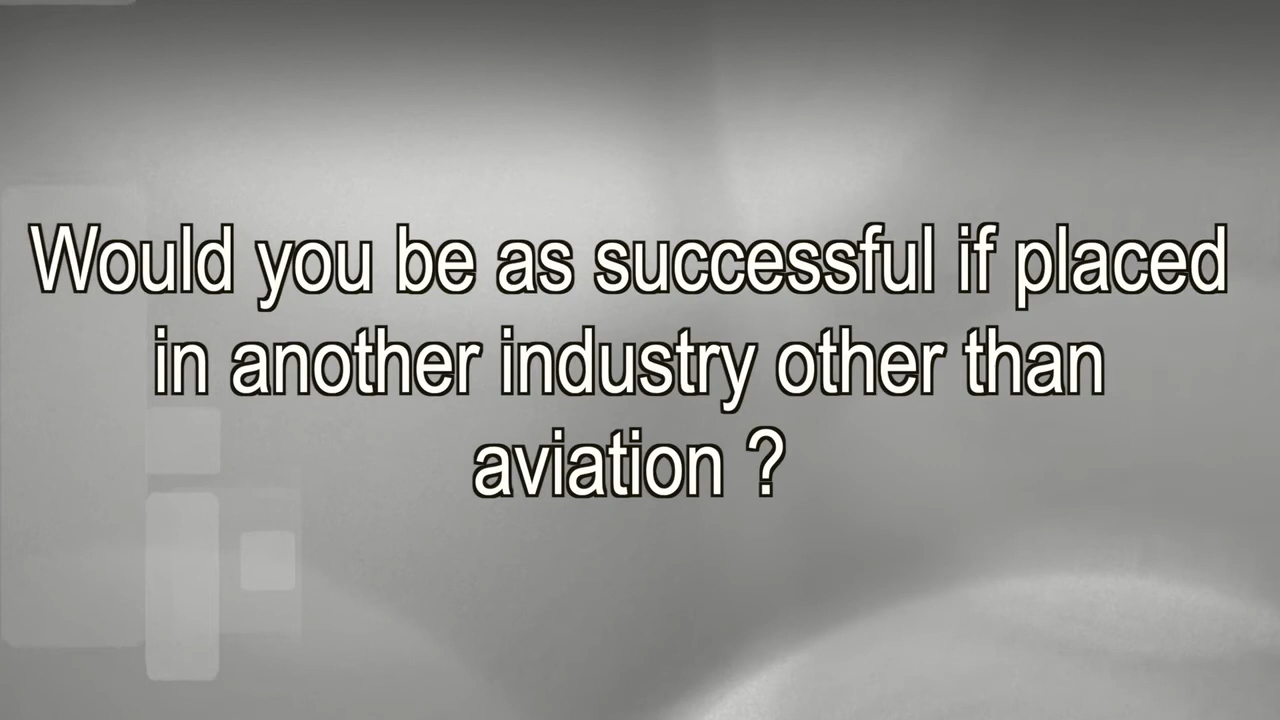 Would you be as successful if placed
in another industry other than
aviation ?